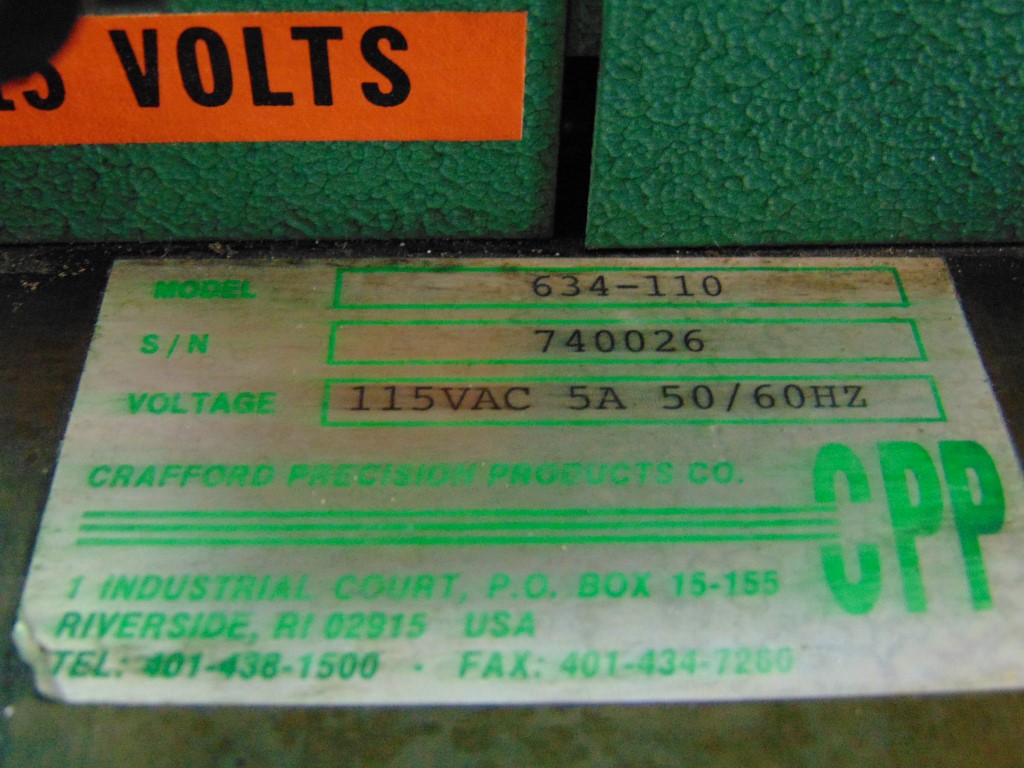 15 VOLTS
MODEL 634-110
S/N 740026
VOLTAGE 115VAC 5A 50/60HZ
CRAFFORD PRECISION PRODUCTS CO.
CPP
1 INDUSTRIAL COURT, P.O. BOX 15-155
RIVERSIDE, RI 02915 USA
TEL: 401-438-1500 · FAX: 401-434-7260